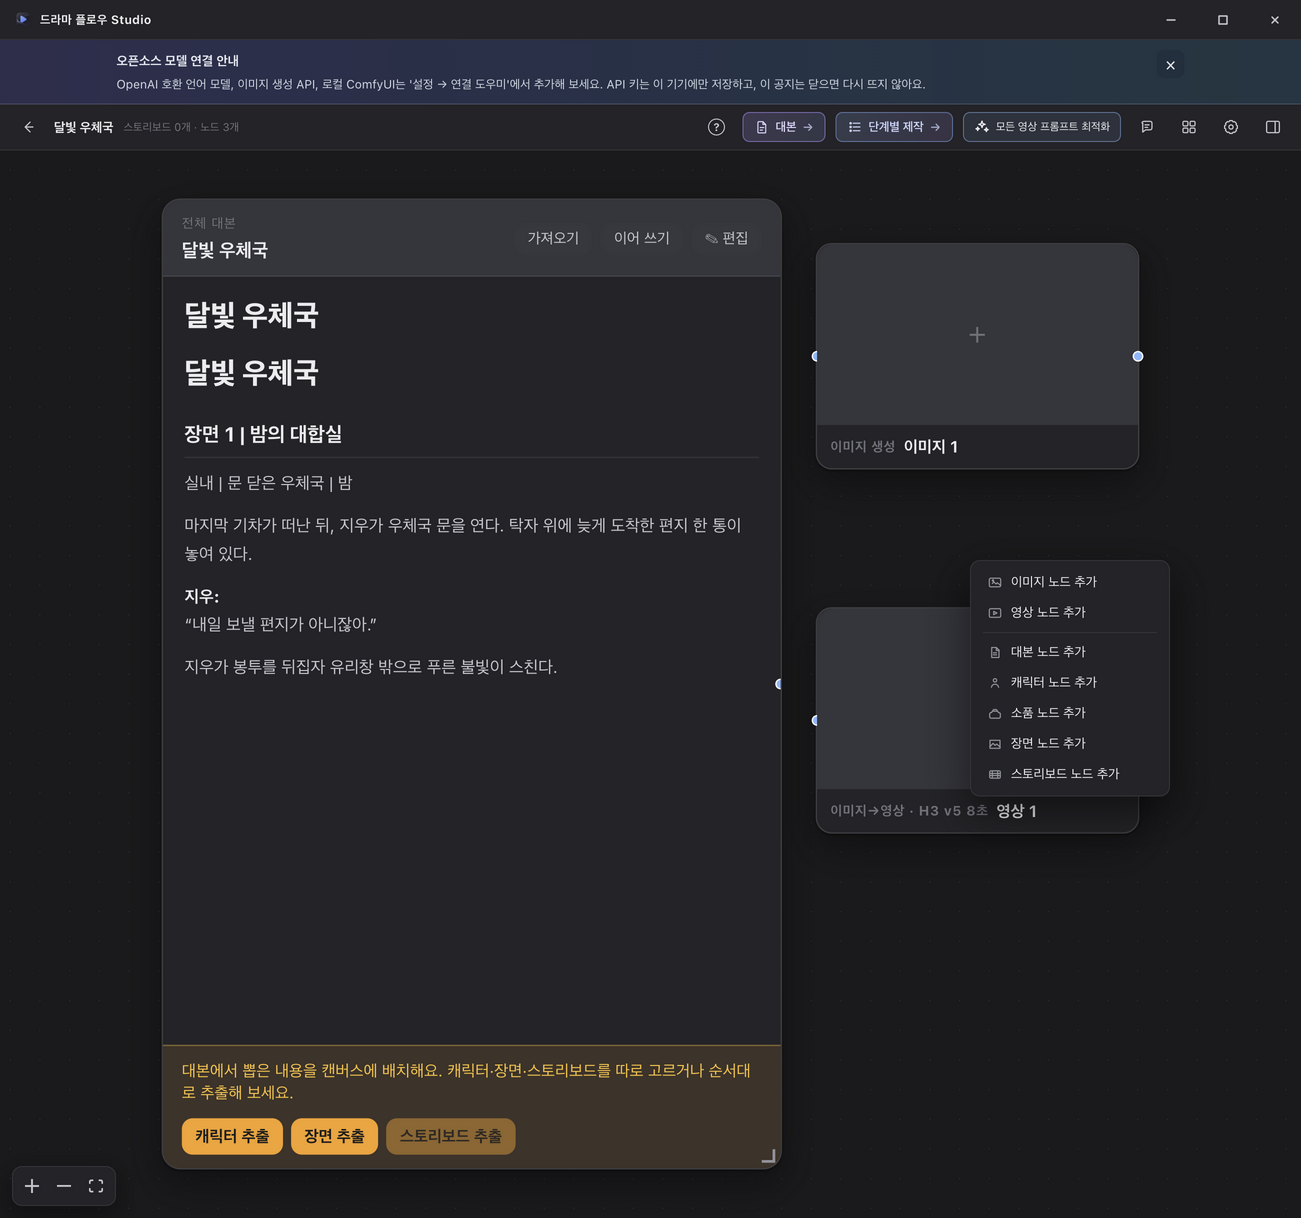 드라마 플로우 Studio
오픈소스 모델 연결 안내
OpenAI 호환 언어 모델, 이미지 생성 API, 로컬 ComfyUI는 '설정 → 연결 도우미'에서 추가해 보세요. API 키는 이 기기에만 저장하고, 이 공지는 닫으면 다시 뜨지 않아요.
달빛 우체국 스토리보드 0개 · 노드 3개
대본 →
단계별 제작 →
모든 영상 프롬프트 최적화
전체 대본
달빛 우체국
가져오기
이어 쓰기
✎ 편집
달빛 우체국
달빛 우체국
장면 1 | 밤의 대합실
실내 | 문 닫은 우체국 | 밤
마지막 기차가 떠난 뒤, 지우가 우체국 문을 연다. 탁자 위에 늦게 도착한 편지 한 통이
놓여 있다.
지우:
“내일 보낼 편지가 아니잖아.”
지우가 봉투를 뒤집자 유리창 밖으로 푸른 불빛이 스친다.
대본에서 뽑은 내용을 캔버스에 배치해요. 캐릭터·장면·스토리보드를 따로 고르거나 순서대
로 추출해 보세요.
캐릭터 추출
장면 추출
스토리보드 추출
이미지 생성 이미지 1
이미지 노드 추가
영상 노드 추가
대본 노드 추가
캐릭터 노드 추가
소품 노드 추가
장면 노드 추가
스토리보드 노드 추가
이미지→영상 · H3 v5 8초 영상 1